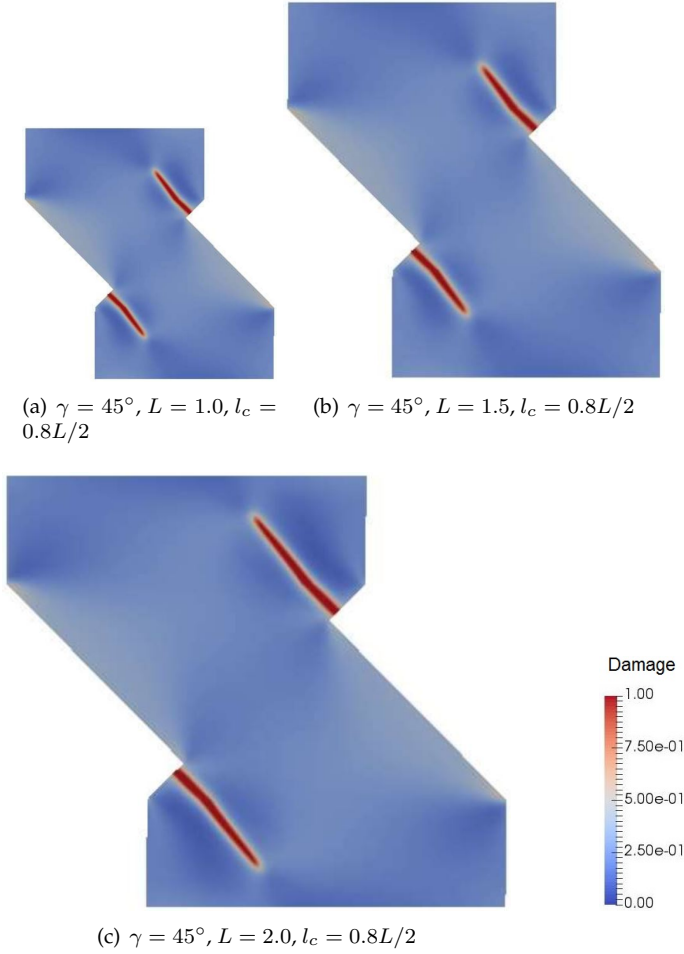 (a) γ = 45°, L = 1.0, l_c =
0.8L/2
(b) γ = 45°, L = 1.5, l_c = 0.8L/2
Damage
1.00
7.50e-01
5.00e-01
2.50e-01
0.00
(c) γ = 45°, L = 2.0, l_c = 0.8L/2